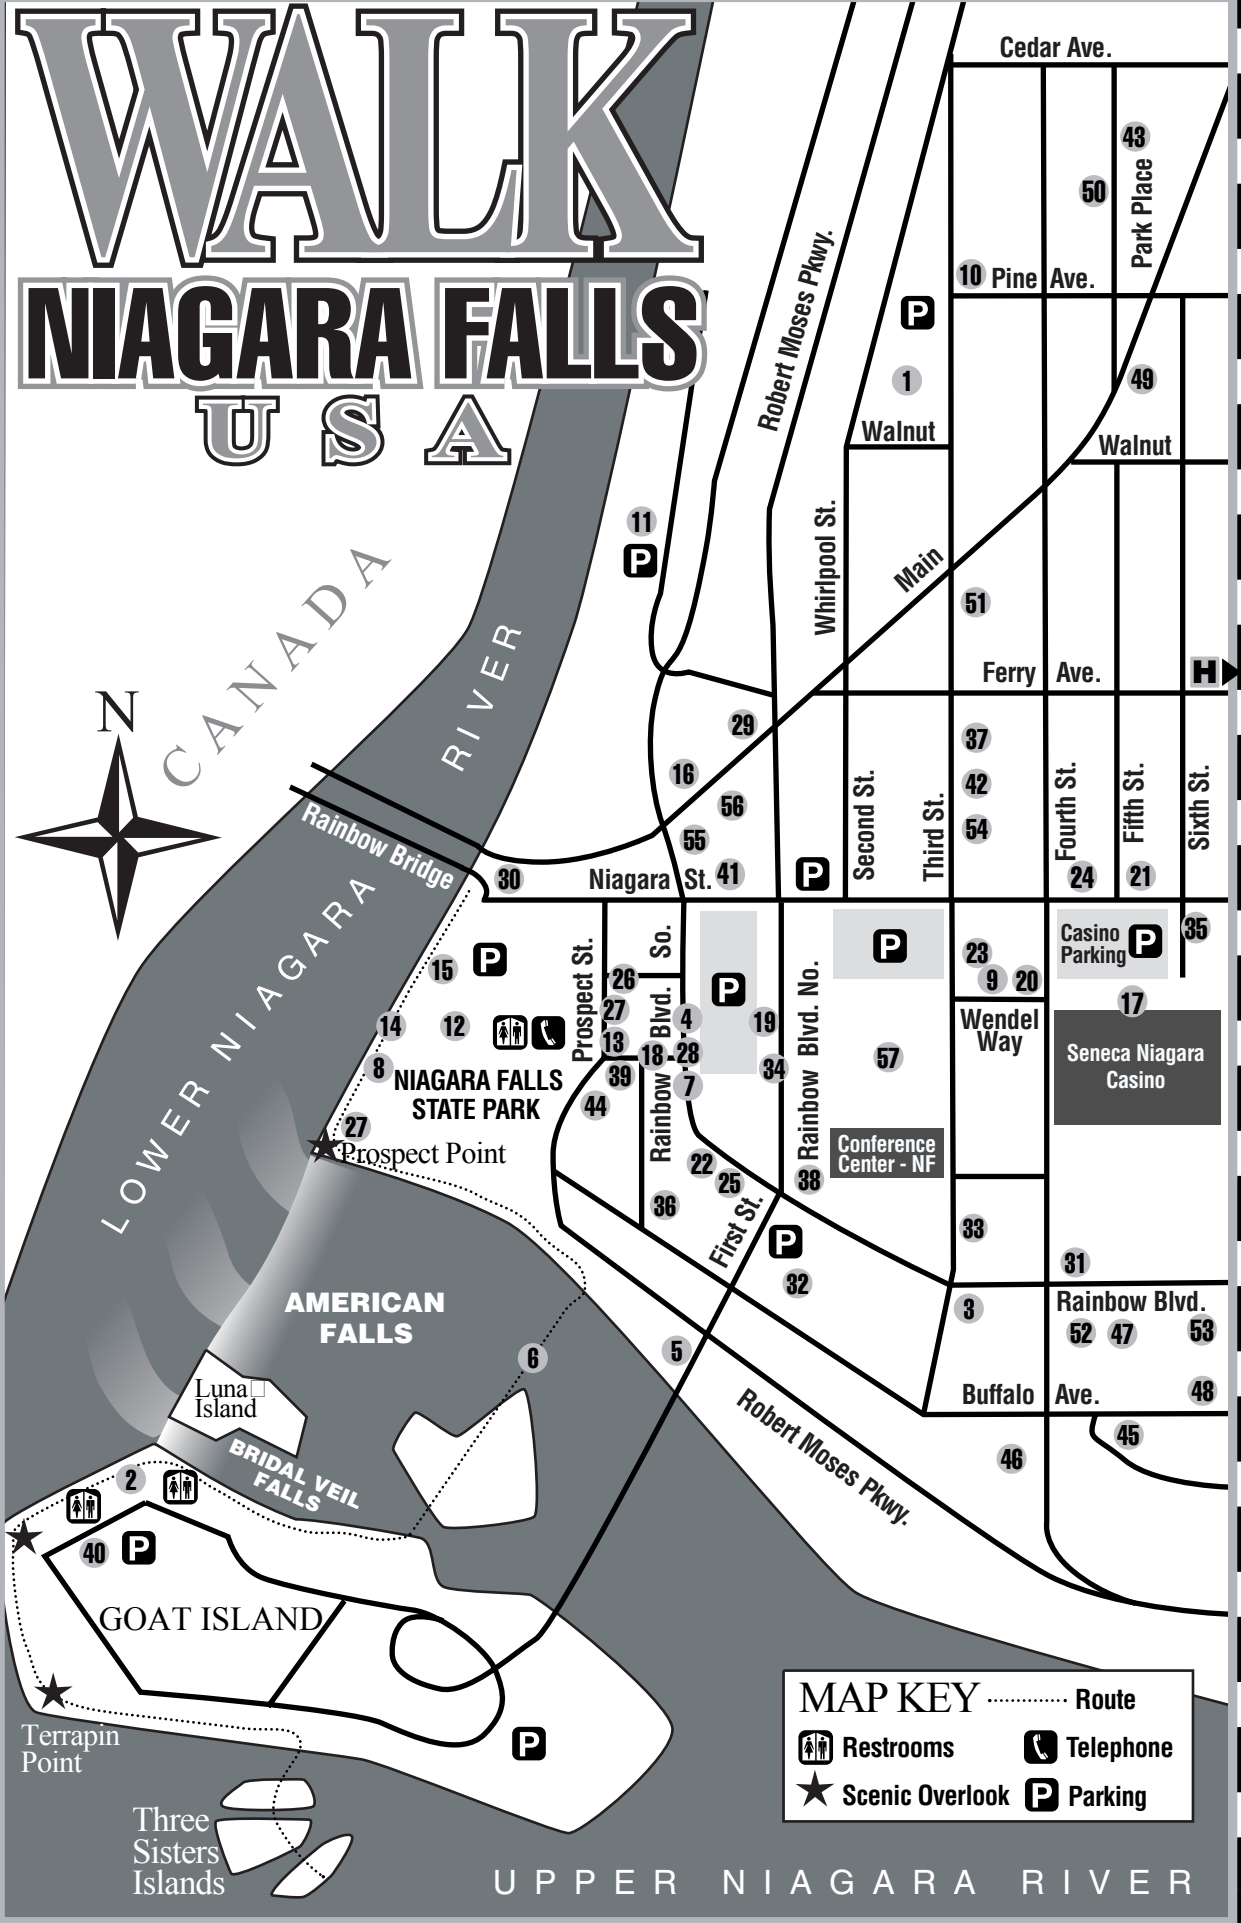 WALK
NIAGARA FALLS
USA
Cedar Ave.
43
50
Park Place
10 Pine Ave.
P
1
49
Walnut
Walnut
Robert Moses Pkwy.
11
P
Whirlpool St.
Main
51
CANADA
N
Ferry Ave.
H
29
37
16
42
56
54
55
Second St.
Third St.
Fourth St.
Fifth St.
Sixth St.
RIVER
Rainbow Bridge
30
Niagara St.
41
P
24
21
LOWER NIAGARA
15
P
Prospect St.
So.
26
P
P
23
9
20
Casino
Parking
P
35
17
14
12
27
4
19
Rainbow Blvd. No.
Wendel
Way
13
18
28
Rainbow Blvd.
57
Seneca Niagara
Casino
8
NIAGARA FALLS
STATE PARK
39
7
34
44
27
Prospect Point
Conference
Center - NF
22
25
38
36
First St.
33
P
32
31
AMERICAN
FALLS
3
Rainbow Blvd.
52
47
53
6
5
Luna
Island
Buffalo Ave.
48
BRIDAL VEIL
FALLS
Robert Moses Pkwy.
45
46
2
40
P
GOAT ISLAND
Terrapin
Point
P
Three
Sisters
Islands
MAP KEY
Route
Restrooms
Telephone
Scenic Overlook
P Parking
UPPER NIAGARA RIVER